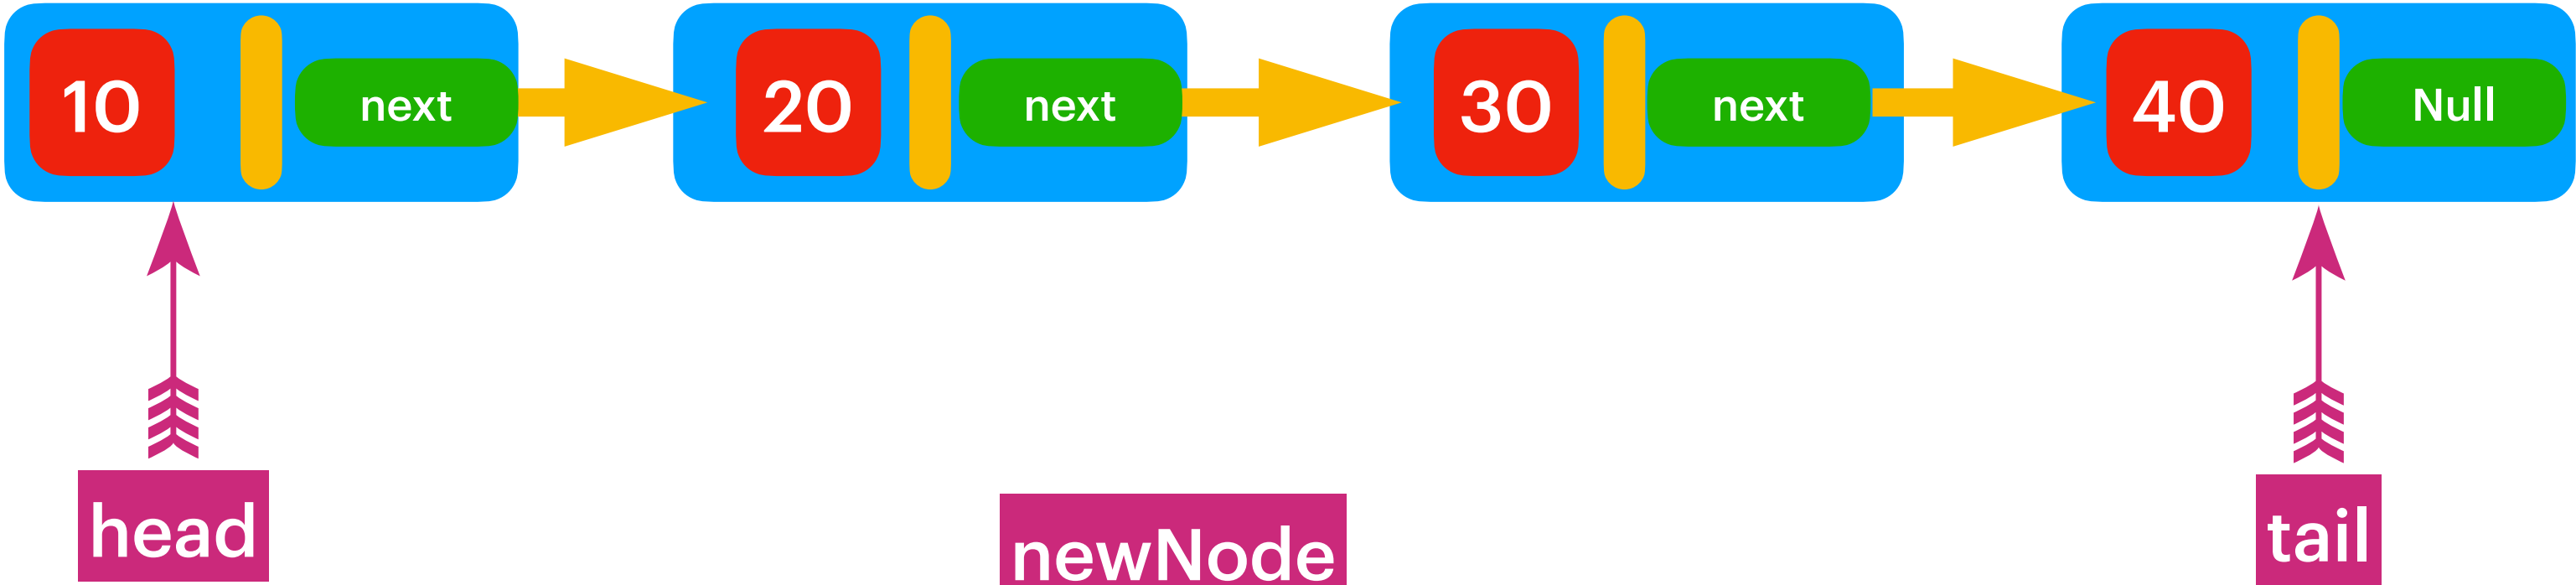 10 next 20 next 30 next 40 Null
head newNode tail